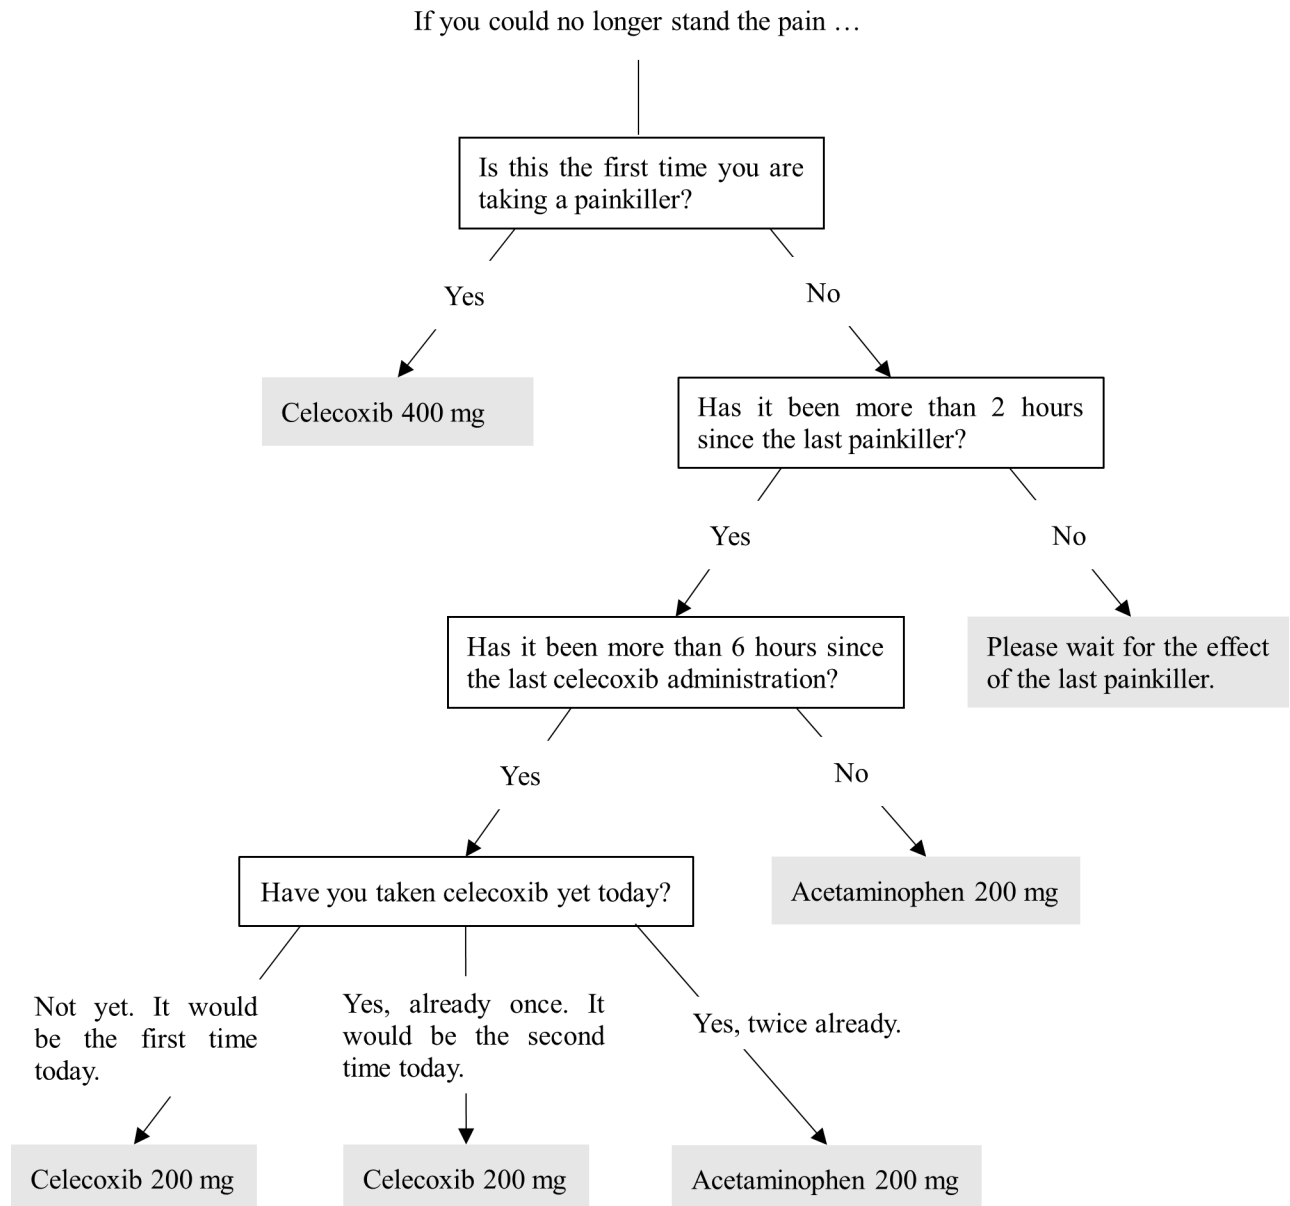 If you could no longer stand the pain …
Is this the first time you are
taking a painkiller?
Yes
No
Celecoxib 400 mg
Has it been more than 2 hours
since the last painkiller?
Yes
No
Has it been more than 6 hours since
the last celecoxib administration?
Please wait for the effect
of the last painkiller.
Yes
No
Have you taken celecoxib yet today?
Acetaminophen 200 mg
Not yet. It would
be the first time
today.
Yes, already once. It
would be the second
time today.
Yes, twice already.
Celecoxib 200 mg
Celecoxib 200 mg
Acetaminophen 200 mg